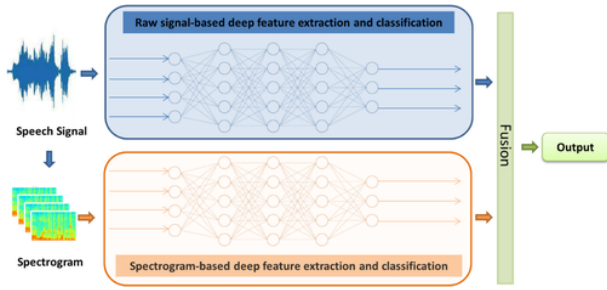 Raw signal-based deep feature extraction and classification
Speech Signal
Fusion
Output
Spectrogram
Spectrogram-based deep feature extraction and classification